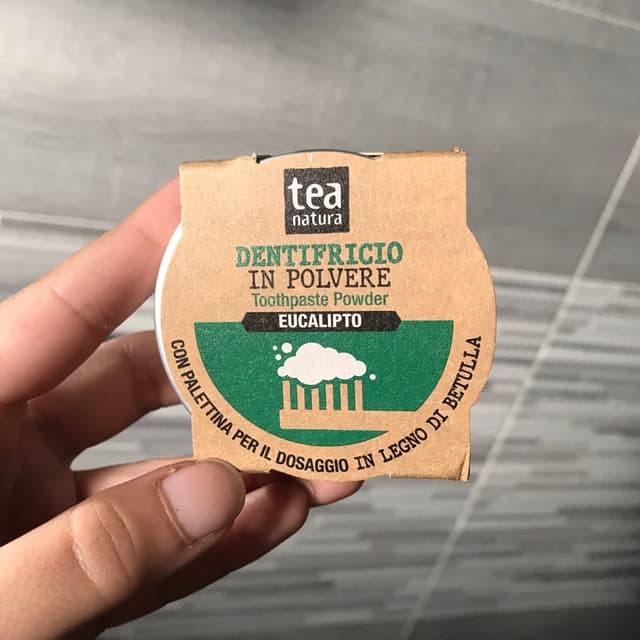 tea
natura
DENTIFRICIO
IN POLVERE
Toothpaste Powder
EUCALIPTO
CON PALETTINA PER IL DOSAGGIO IN LEGNO DI BETULLA